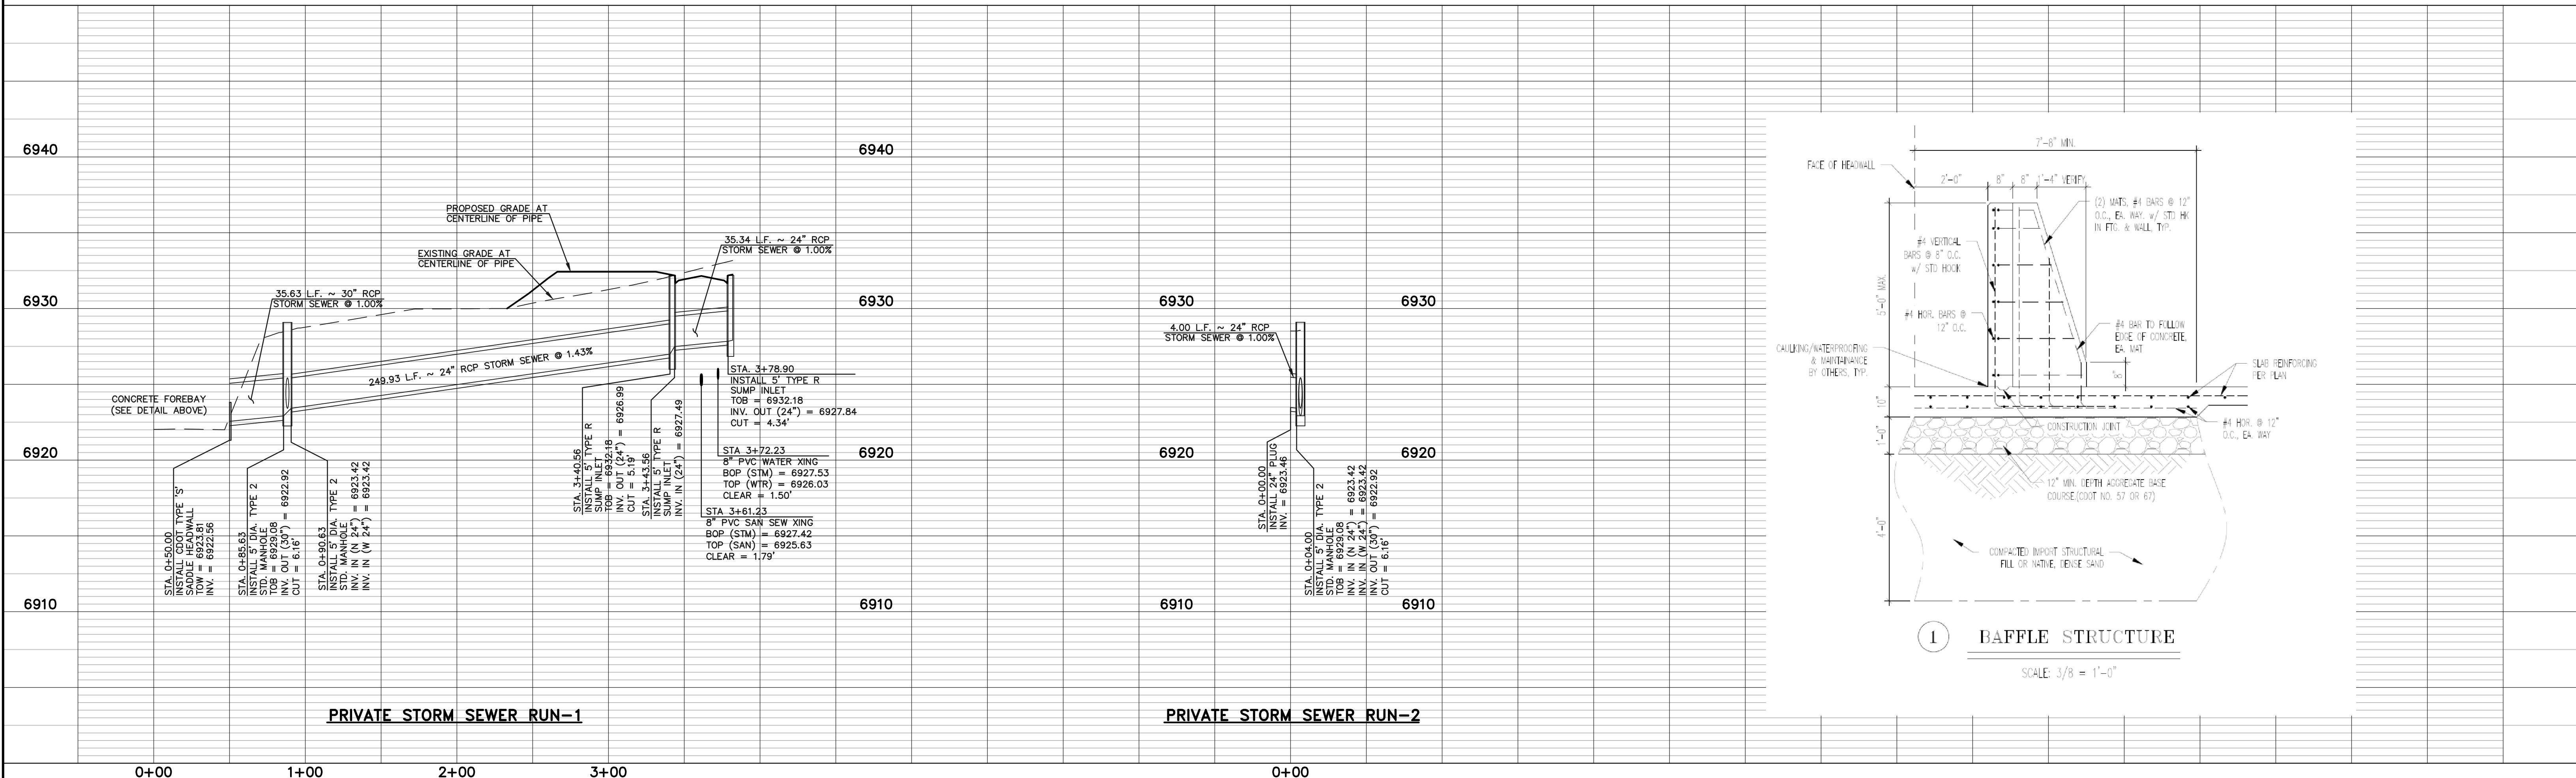 6940
6940
6930
6930
6930
6930
6920
6920
6920
6920
6910
6910
6910
6910
PROPOSED GRADE AT
CENTERLINE OF PIPE
EXISTING GRADE AT
CENTERLINE OF PIPE
35.34 L.F. ~ 24" RCP
STORM SEWER @ 1.00%
35.63 L.F. ~ 30" RCP
STORM SEWER @ 1.00%
249.93 L.F. ~ 24" RCP STORM SEWER @ 1.43%
CONCRETE FOREBAY
(SEE DETAIL ABOVE)
STA. 0+50.00
INSTALL CDOT TYPE 'S'
SADDLE HEADWALL
TOW = 6923.81
INV. = 6922.56
STA. 0+85.63
INSTALL 5' DIA. TYPE 2
STD. MANHOLE
TOB = 6929.08
INV. OUT (30") = 6922.92
CUT = 6.16'
STA. 0+90.63
INSTALL 5' DIA. TYPE 2
STD. MANHOLE
INV. IN (N 24") = 6923.42
INV. IN (W 24") = 6923.42
STA. 3+40.56
INSTALL 5' TYPE R
SUMP INLET
TOB = 6932.18
INV. OUT (24") = 6926.99
CUT = 5.19'
STA. 3+43.56
INSTALL 5' TYPE R
SUMP INLET
INV. IN (24") = 6927.49
STA. 3+78.90
INSTALL 5' TYPE R
SUMP INLET
TOB = 6932.18
INV. OUT (24") = 6927.84
CUT = 4.34'
STA 3+72.23
8" PVC WATER XING
BOP (STM) = 6927.53
TOP (WTR) = 6926.03
CLEAR = 1.50'
STA 3+61.23
8" PVC SAN SEW XING
BOP (STM) = 6927.42
TOP (SAN) = 6925.63
CLEAR = 1.79'
PRIVATE STORM SEWER RUN-1
0+00
1+00
2+00
3+00
4.00 L.F. ~ 24" RCP
STORM SEWER @ 1.00%
STA. 0+00.00
INSTALL 24" PLUG
INV. = 6923.46
STA. 0+04.00
INSTALL 5' DIA. TYPE 2
STD. MANHOLE
TOB = 6929.08
INV. IN (N 24") = 6923.42
INV. IN (W 24") = 6923.42
INV. OUT (30") = 6922.92
CUT = 6.16'
PRIVATE STORM SEWER RUN-2
0+00
7'-8" MIN.
FACE OF HEADWALL
2'-0"
8"
8"
1'-4" VERIFY
(2) MATS, #4 BARS @ 12"
O.C., EA. WAY. w/ STD HK
IN FTG. & WALL, TYP.
#4 VERTICAL
BARS @ 8" O.C.
w/ STD HOOK
5'-0" MAX.
#4 HOR. BARS @
12" O.C.
#4 BAR TO FOLLOW
EDGE OF CONCRETE,
EA. MAT
CAULKING/WATERPROOFING
& MAINTAINANCE
BY OTHERS, TYP.
8"
SLAB REINFORCING
PER PLAN
10"
1'-0"
CONSTRUCTION JOINT
#4 HOR. @ 12"
O.C., EA. WAY
12" MIN. DEPTH AGGREGATE BASE
COURSE.(CDOT NO. 57 OR 67)
4'-0"
COMPACTED IMPORT STRUCTURAL
FILL OR NATIVE, DENSE SAND
1 BAFFLE STRUCTURE
SCALE: 3/8 = 1'-0"